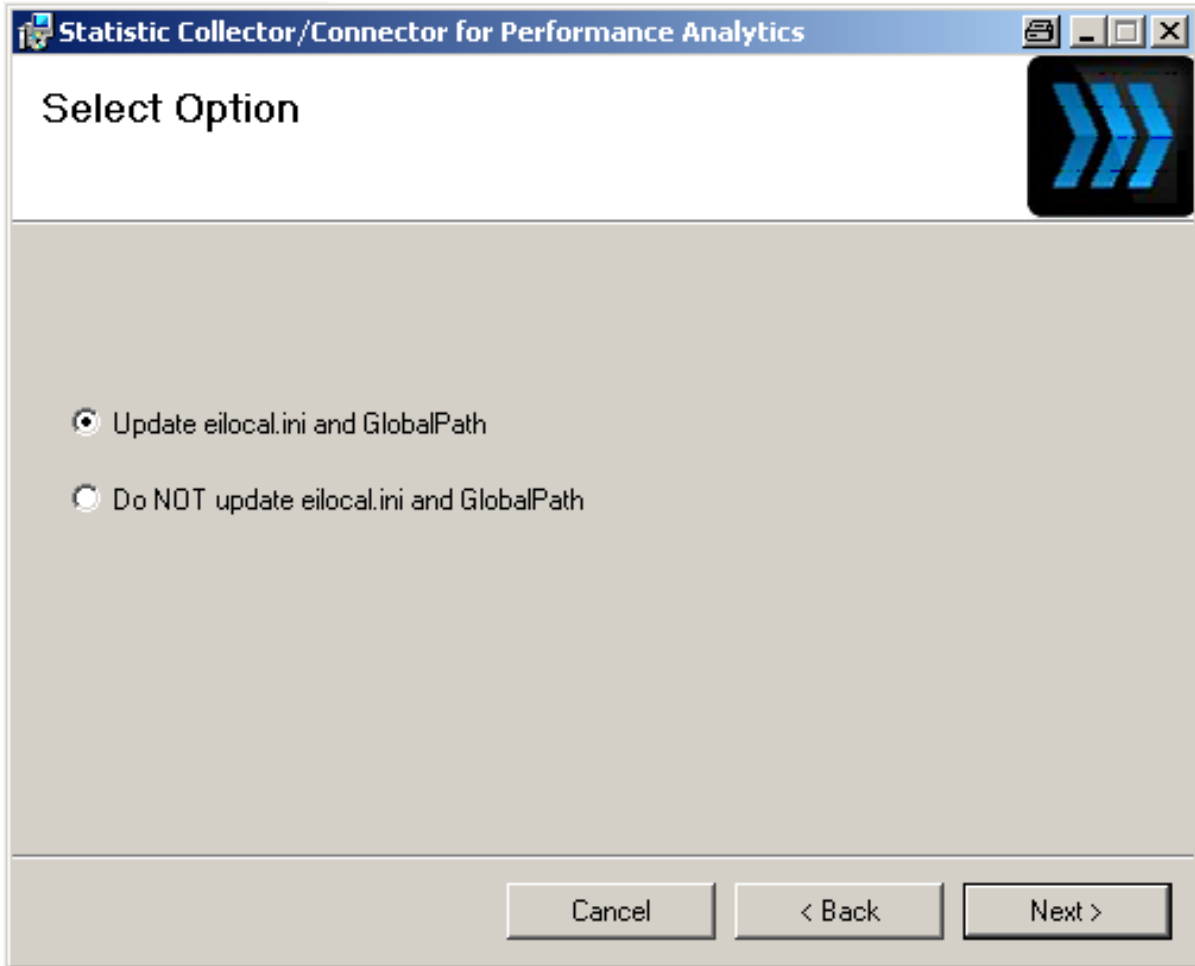 Statistic Collector/Connector for Performance Analytics
Select Option
Update eilocal.ini and GlobalPath
Do NOT update eilocal.ini and GlobalPath
Cancel
< Back
Next >